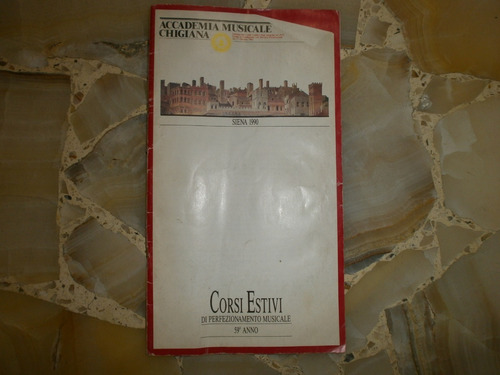 ACCADEMIA MUSICALE
CHIGIANA
SIENA 1990
CORSI ESTIVI
DI PERFEZIONAMENTO MUSICALE
59° ANNO